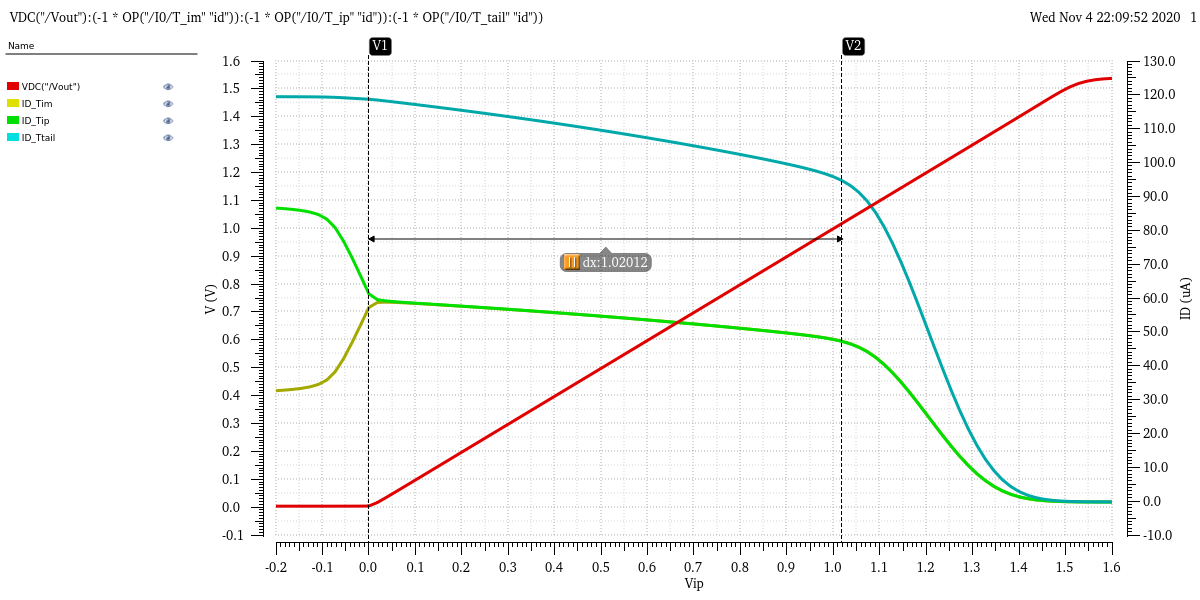 VDC("/Vout"):(-1 * OP("/I0/T_im" "id")):(-1 * OP("/I0/T_ip" "id")):(-1 * OP("/I0/T_tail" "id"))
Wed Nov 4 22:09:52 2020 1
Name
VDC("/Vout")
ID_Tim
ID_Tip
ID_Ttail
V1
V2
dx:1.02012
V (V)
1.6
1.5
1.4
1.3
1.2
1.1
1.0
0.9
0.8
0.7
0.6
0.5
0.4
0.3
0.2
0.1
0.0
-0.1
ID (uA)
130.0
120.0
110.0
100.0
90.0
80.0
70.0
60.0
50.0
40.0
30.0
20.0
10.0
0.0
-10.0
-0.2 -0.1 0.0 0.1 0.2 0.3 0.4 0.5 0.6 0.7 0.8 0.9 1.0 1.1 1.2 1.3 1.4 1.5 1.6
Vip